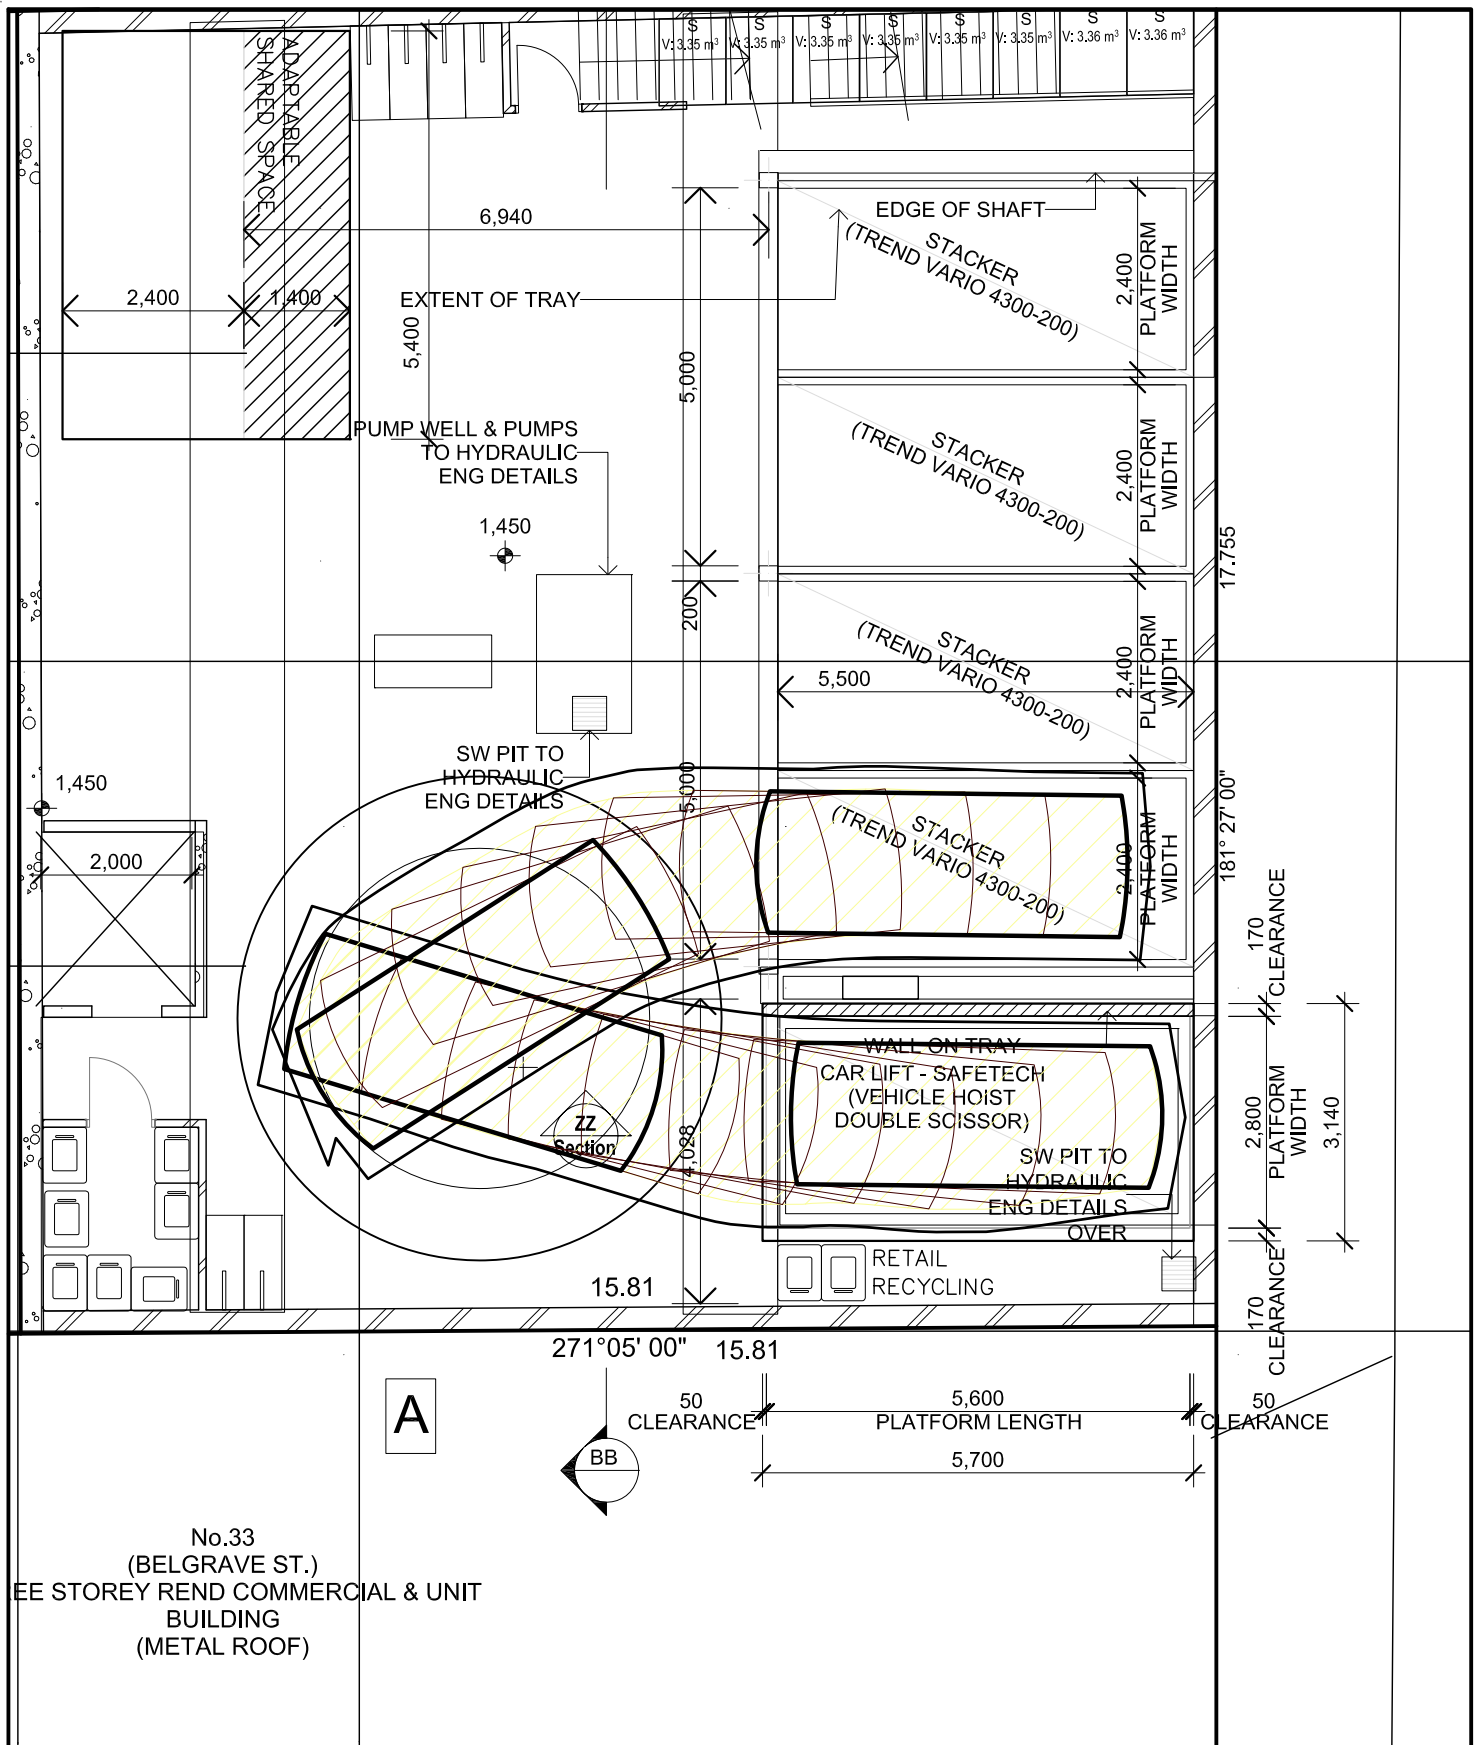 S S S S S S S S
V: 3.35 m³ V: 3.35 m³ V: 3.35 m³ V: 3.35 m³ V: 3.35 m³ V: 3.35 m³ V: 3.36 m³ V: 3.36 m³
ADAPTABLE
SHARED SPACE
6,940
EDGE OF SHAFT
STACKER
(TREND VARIO 4300-200)
2,400
PLATFORM
WIDTH
2,400
1,400
EXTENT OF TRAY
5,400
5,000
PUMP WELL & PUMPS
TO HYDRAULIC
ENG DETAILS
STACKER
(TREND VARIO 4300-200)
2,400
PLATFORM
WIDTH
1,450
17.755
200
STACKER
(TREND VARIO 4300-200)
2,400
PLATFORM
WIDTH
5,500
SW PIT TO
HYDRAULIC
ENG DETAILS
1,450
5,000
STACKER
(TREND VARIO 4300-200)
2,400
PLATFORM
WIDTH
181° 27' 00"
2,000
170
CLEARANCE
WALL ON TRAY
CAR LIFT - SAFETECH
(VEHICLE HOIST
DOUBLE SCISSOR)
2,800
PLATFORM
WIDTH
3,140
ZZ
Section
4,028
SW PIT TO
HYDRAULIC
ENG DETAILS
OVER
RETAIL
RECYCLING
170
CLEARANCE
15.81
271°05' 00"
15.81
A
50
CLEARANCE
5,600
PLATFORM LENGTH
50
CLEARANCE
BB
5,700
No.33
(BELGRAVE ST.)
EE STOREY REND COMMERCIAL & UNIT
BUILDING
(METAL ROOF)